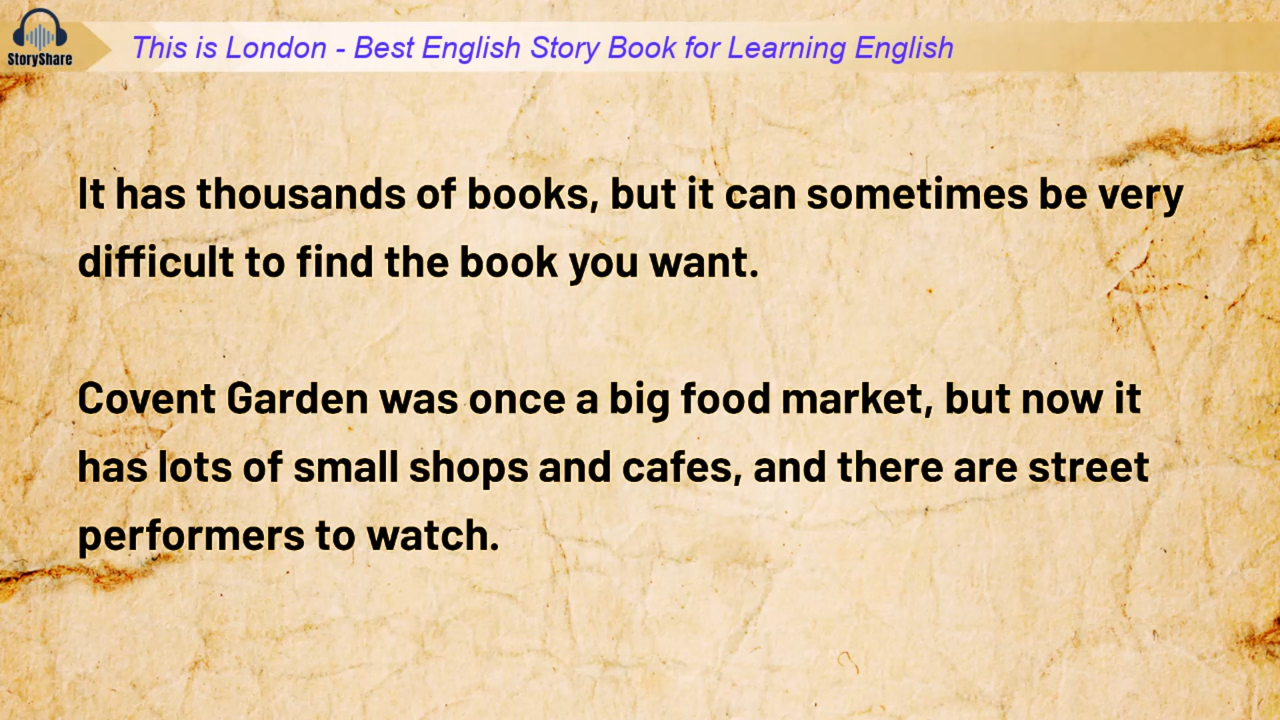 StoryShare
This is London - Best English Story Book for Learning English
It has thousands of books, but it can sometimes be very
difficult to find the book you want.
Covent Garden was once a big food market, but now it
has lots of small shops and cafes, and there are street
performers to watch.